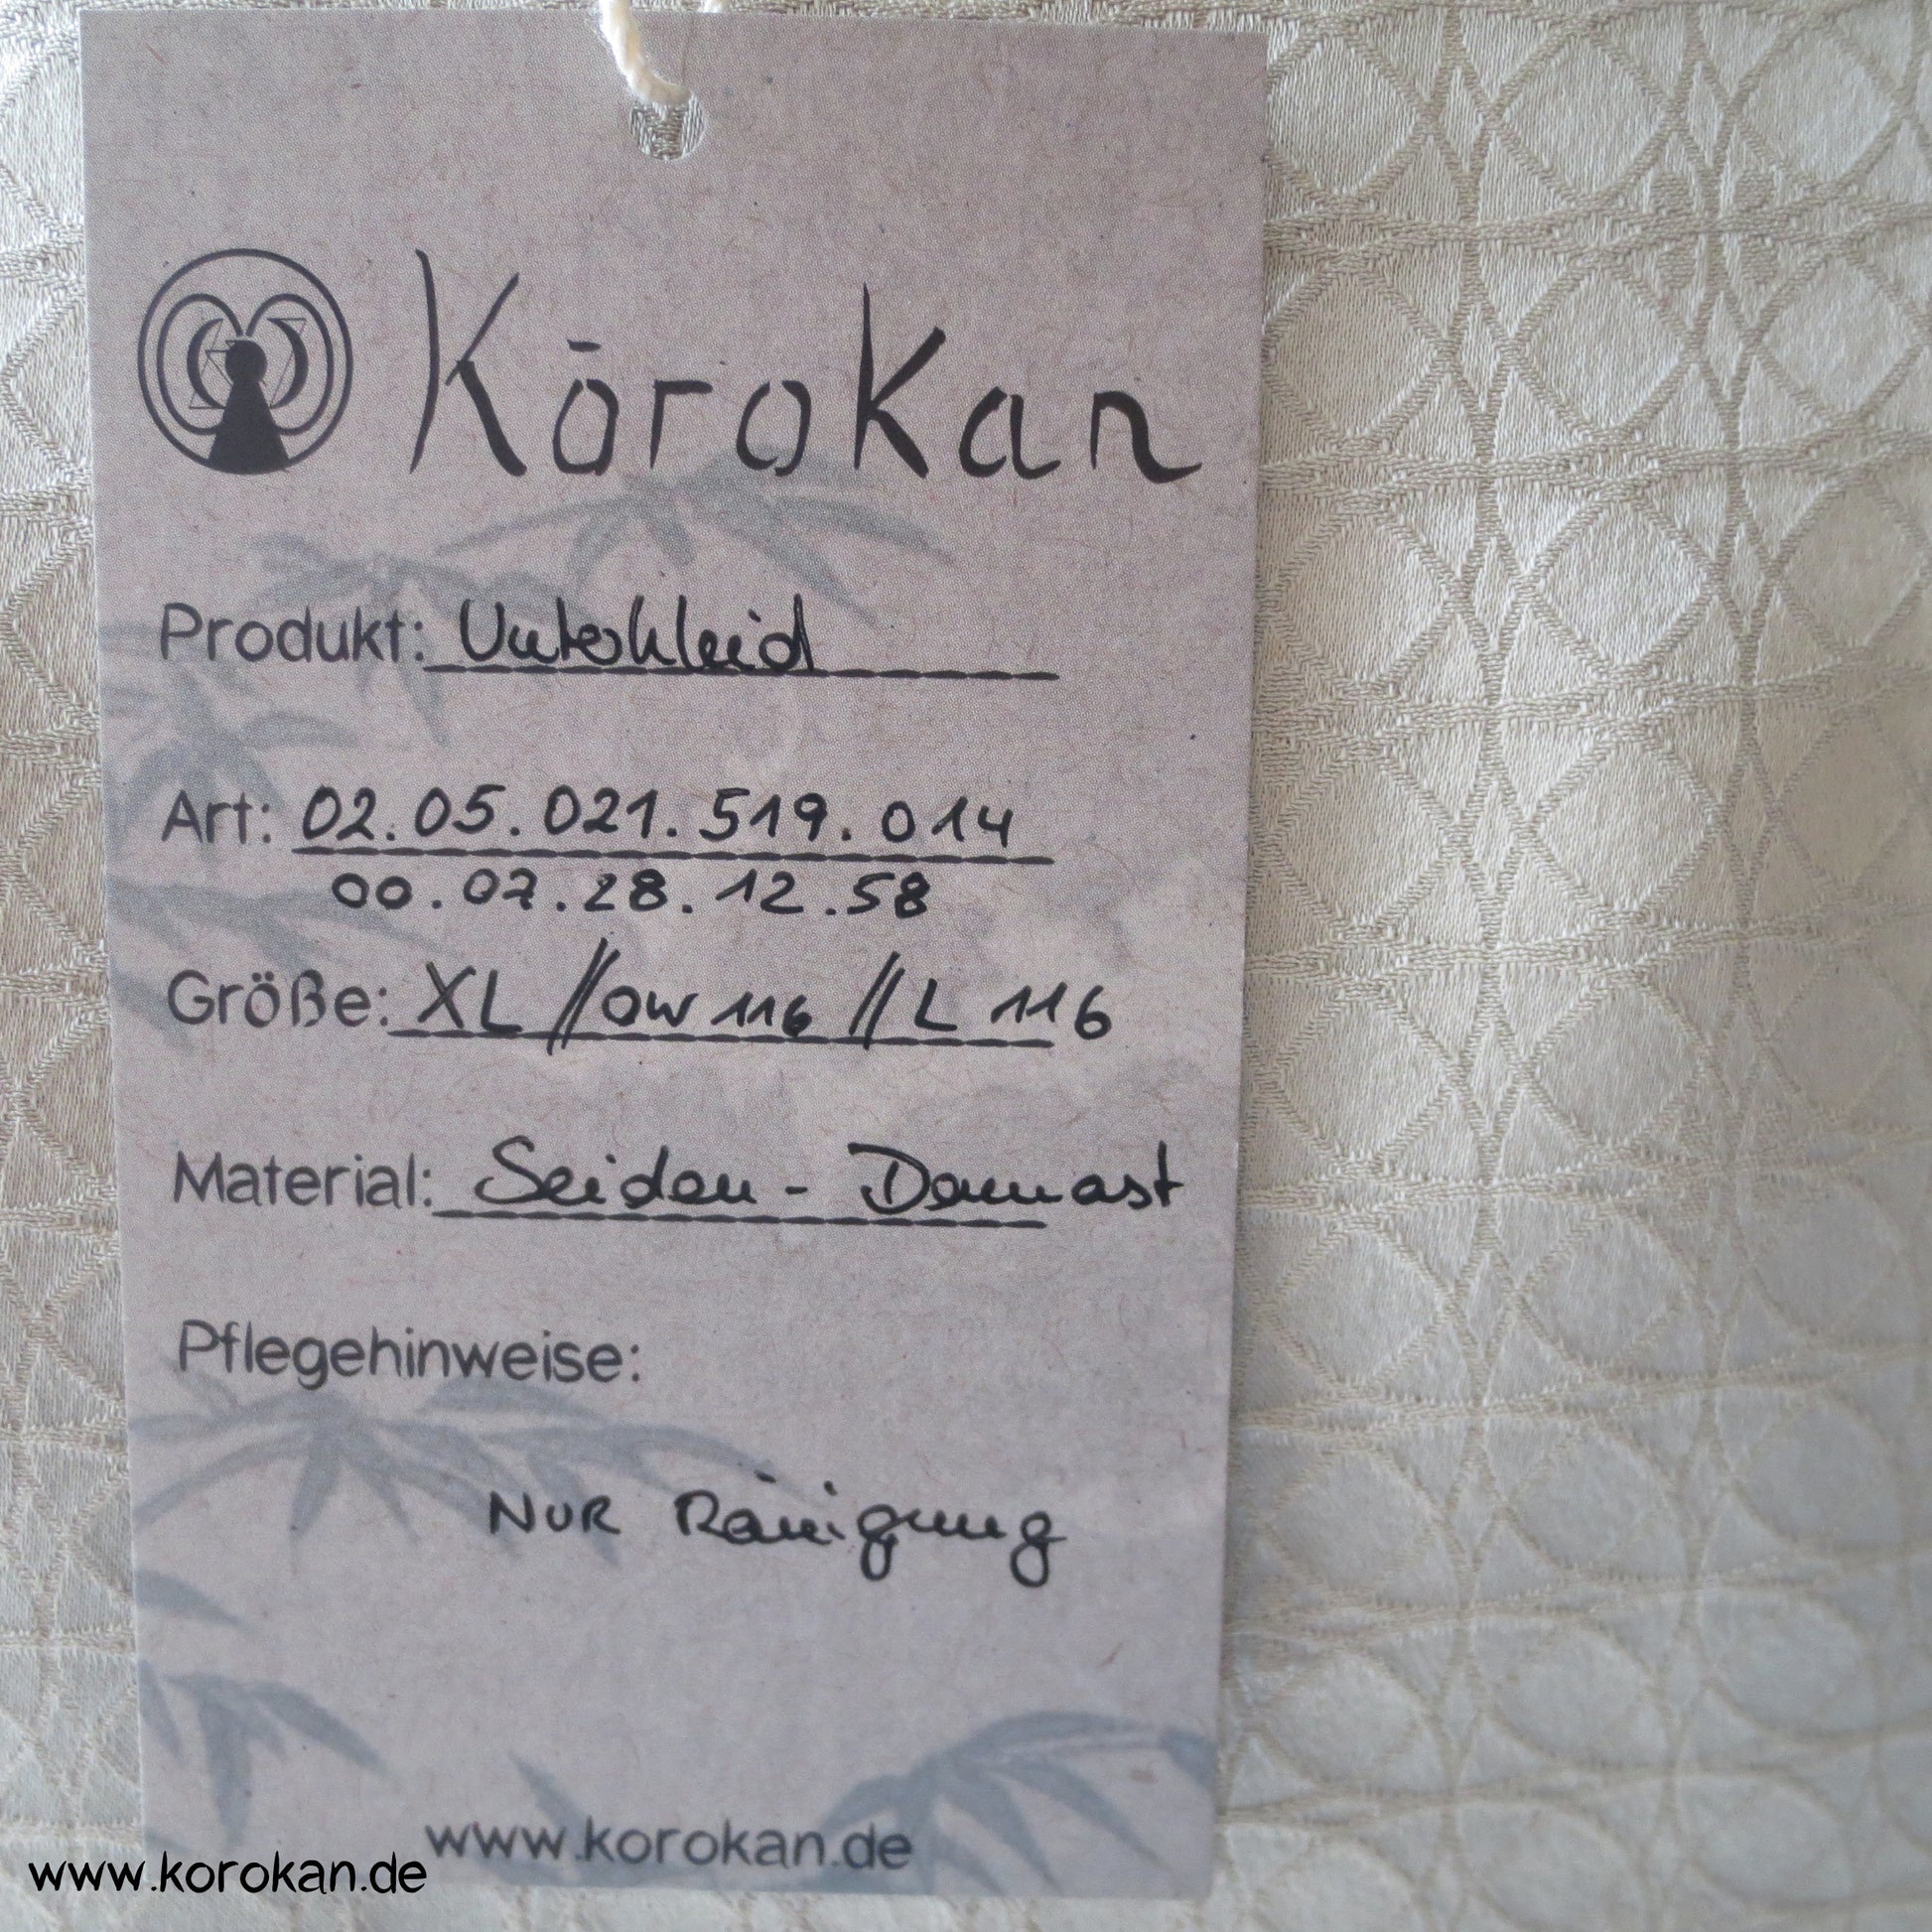 Kōrokan
Produkt: Unterkleid
Art: 02.05.021.519.014
00.07.28.12.58
Größe: XL // OW 116 // L 116
Material: Seiden - Damast
Pflegehinweise:
NUR Reinigung
www.korokan.de
www.korokan.de